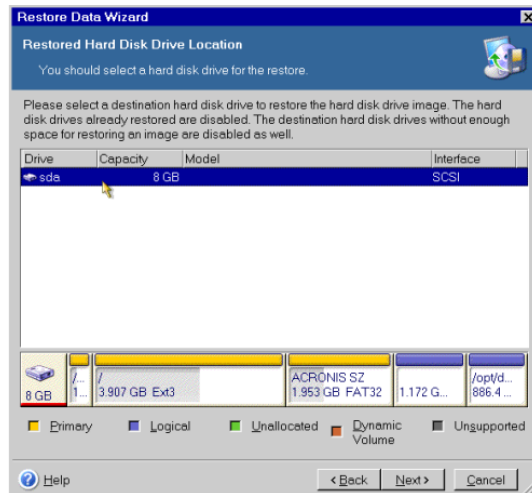 Restore Data Wizard
Restored Hard Disk Drive Location
You should select a hard disk drive for the restore.
Please select a destination hard disk drive to restore the hard disk drive image. The hard
disk drives already restored are disabled. The destination hard disk drives without enough
space for restoring an image are disabled as well.
Drive Capacity Model Interface
sda 8 GB SCSI
/... / ACRONIS SZ /opt/d...
8 GB 1... 3.907 GB Ext3 1.953 GB FAT32 1.172 G... 886.4 ...
Primary Logical Unallocated Dynamic Volume Unsupported
Help < Back Next > Cancel